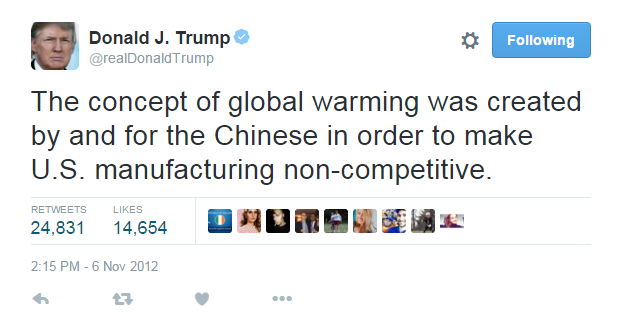 Donald J. Trump
@realDonaldTrump
Following
The concept of global warming was created
by and for the Chinese in order to make
U.S. manufacturing non-competitive.
RETWEETS LIKES
24,831 14,654
2:15 PM - 6 Nov 2012